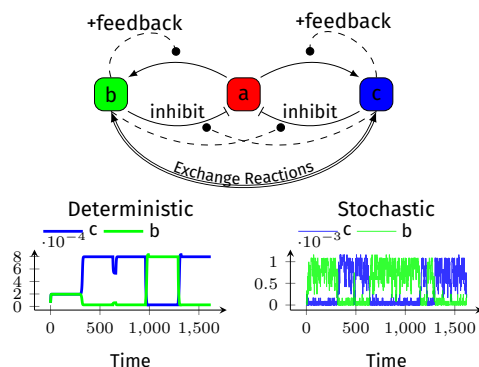 +feedback
+feedback
b
a
c
inhibit
inhibit
Exchange Reactions
Deterministic
c b
·10⁻⁴
8
6
4
2
0
0 500 1,000 1,500
Time
Stochastic
c b
·10⁻³
1
0.5
0
0 500 1,000 1,500
Time